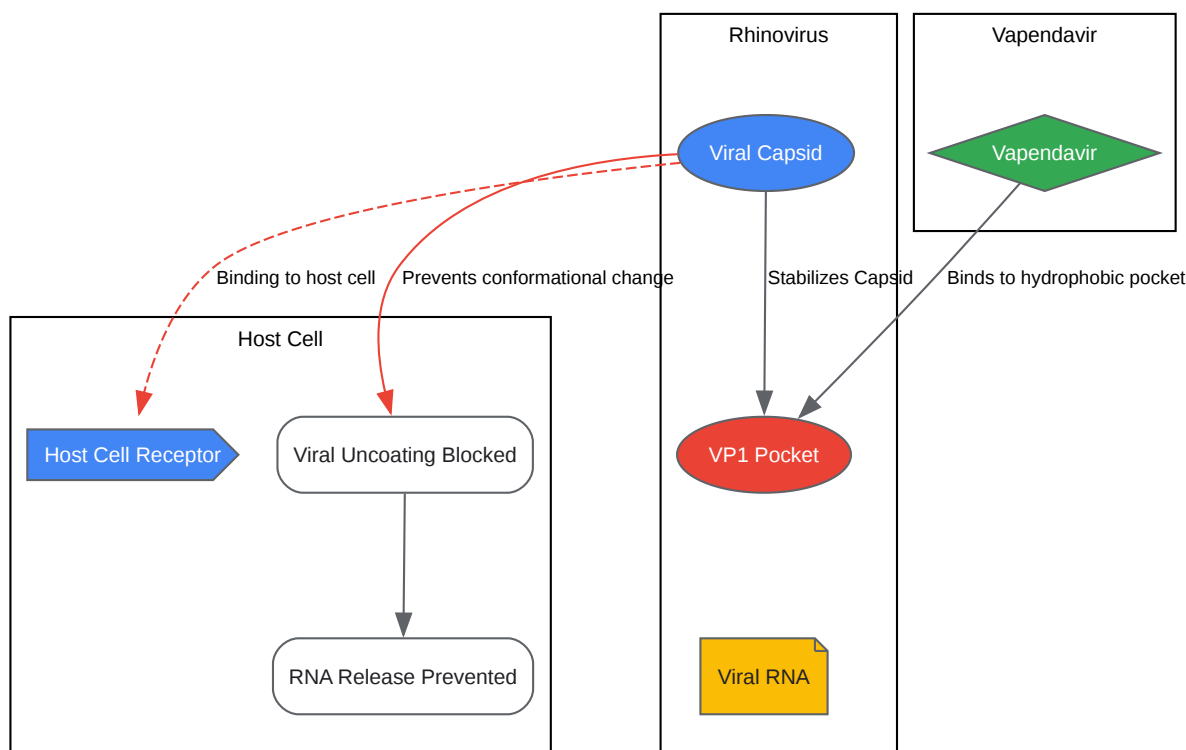 Rhinovirus
Vapendavir
Viral Capsid
Vapendavir
Binding to host cell
Prevents conformational change
Stabilizes Capsid
Binds to hydrophobic pocket
Host Cell
Host Cell Receptor
Viral Uncoating Blocked
VP1 Pocket
RNA Release Prevented
Viral RNA